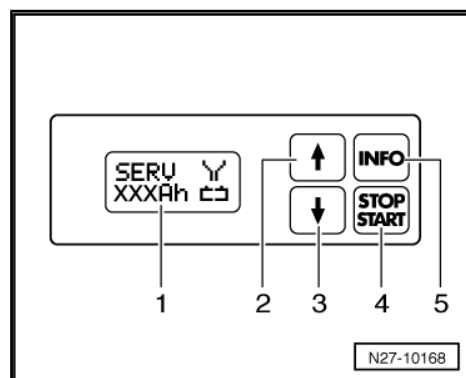 SERV
XXXAh
INFO
STOP
START
1
2
3
4
5
N27-10168